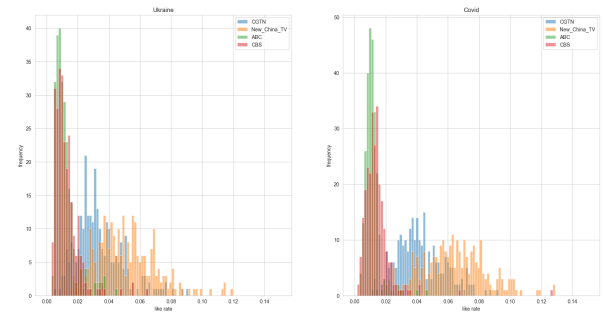 Ukraine
CGTN
New_China_TV
ABC
CBS
40
35
30
25
20
15
10
5
0
frequency
0.00 0.02 0.04 0.06 0.08 0.10 0.12 0.14
like rate
Covid
CGTN
New_China_TV
ABC
CBS
50
40
30
20
10
0
frequency
0.00 0.02 0.04 0.06 0.08 0.10 0.12 0.14
like rate